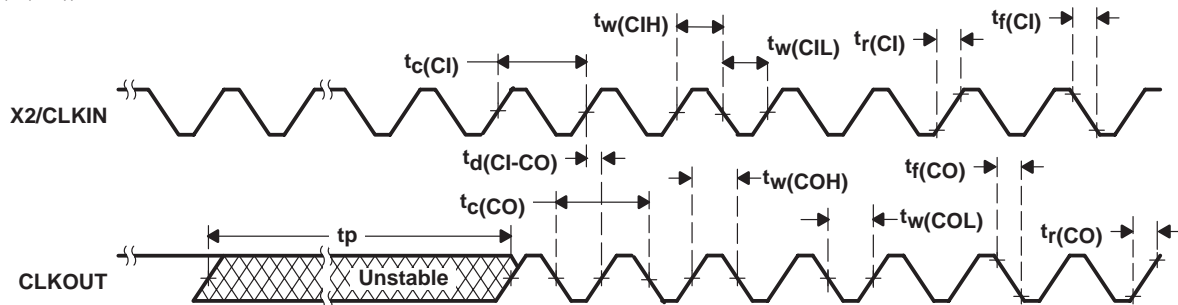 tw(CIH)
tw(CIL)
tr(CI)
tf(CI)
tc(CI)
X2/CLKIN
td(CI-CO)
tf(CO)
tw(COH)
tc(CO)
tw(COL)
tr(CO)
tp
Unstable
CLKOUT